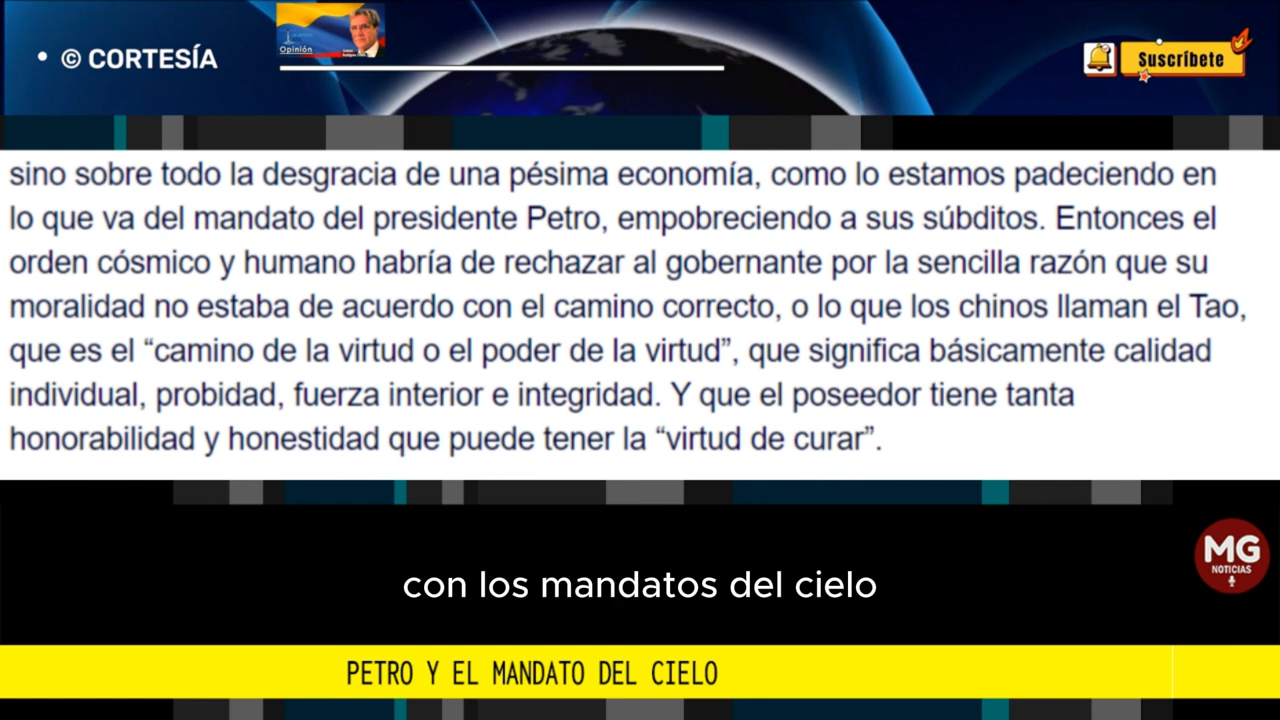 • © CORTESÍA
Opinión
Suscríbete
sino sobre todo la desgracia de una pésima economía, como lo estamos padeciendo en
lo que va del mandato del presidente Petro, empobreciendo a sus súbditos. Entonces el
orden cósmico y humano habría de rechazar al gobernante por la sencilla razón que su
moralidad no estaba de acuerdo con el camino correcto, o lo que los chinos llaman el Tao,
que es el “camino de la virtud o el poder de la virtud”, que significa básicamente calidad
individual, probidad, fuerza interior e integridad. Y que el poseedor tiene tanta
honorabilidad y honestidad que puede tener la “virtud de curar”.
MG
NOTICIAS
con los mandatos del cielo
PETRO Y EL MANDATO DEL CIELO